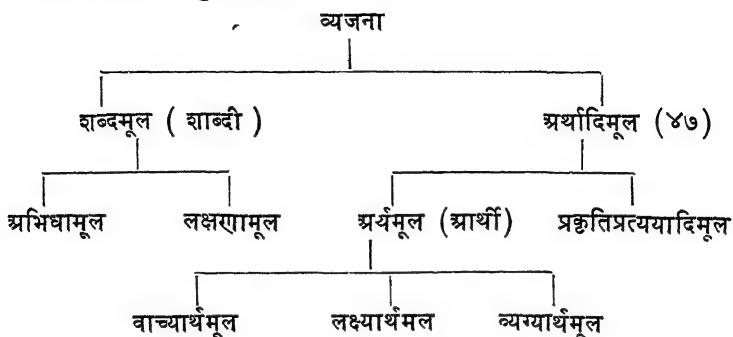 व्यजना
शब्दमूल ( शाब्दी ) अर्थादिमूल (४७)
अभिधामूल लक्षणामूल अर्थमूल (आर्थी) प्रकृतिप्रत्ययादिमूल
वाच्यार्थमूल लक्ष्यार्थमल व्यग्यार्थमूल